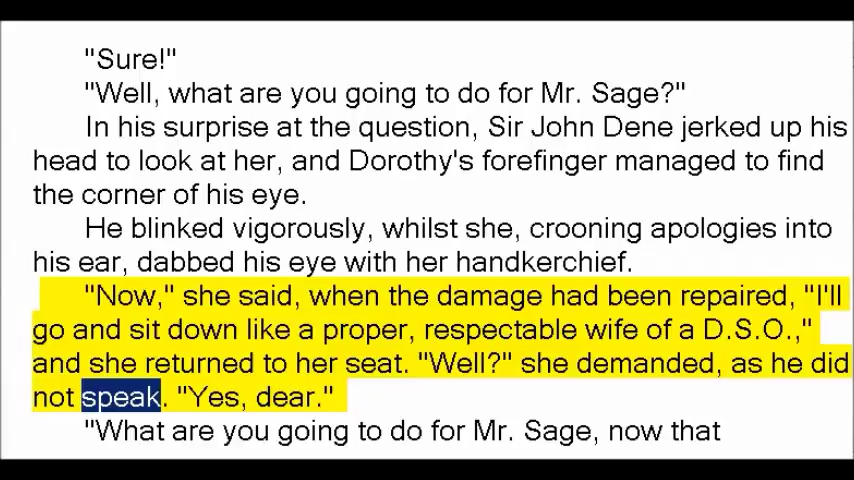 "Sure!"
"Well, what are you going to do for Mr. Sage?"
In his surprise at the question, Sir John Dene jerked up his
head to look at her, and Dorothy's forefinger managed to find
the corner of his eye.
He blinked vigorously, whilst she, crooning apologies into
his ear, dabbed his eye with her handkerchief.
"Now," she said, when the damage had been repaired, "I'll
go and sit down like a proper, respectable wife of a D.S.O.,"
and she returned to her seat. "Well?" she demanded, as he did
not speak. "Yes, dear."
"What are you going to do for Mr. Sage, now that